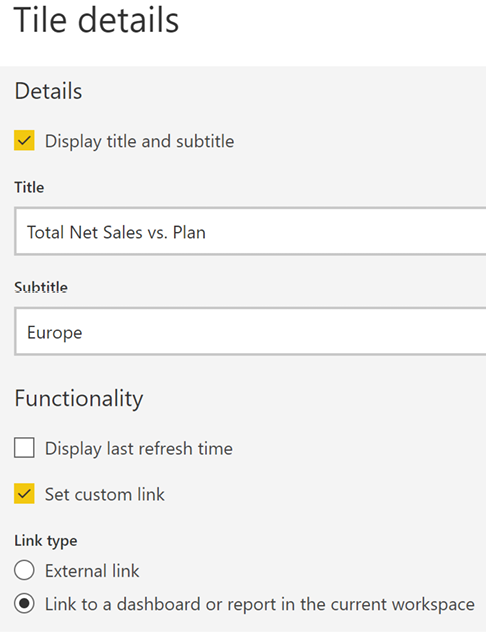 Tile details
Details
Display title and subtitle
Title
Total Net Sales vs. Plan
Subtitle
Europe
Functionality
Display last refresh time
Set custom link
Link type
External link
Link to a dashboard or report in the current workspace